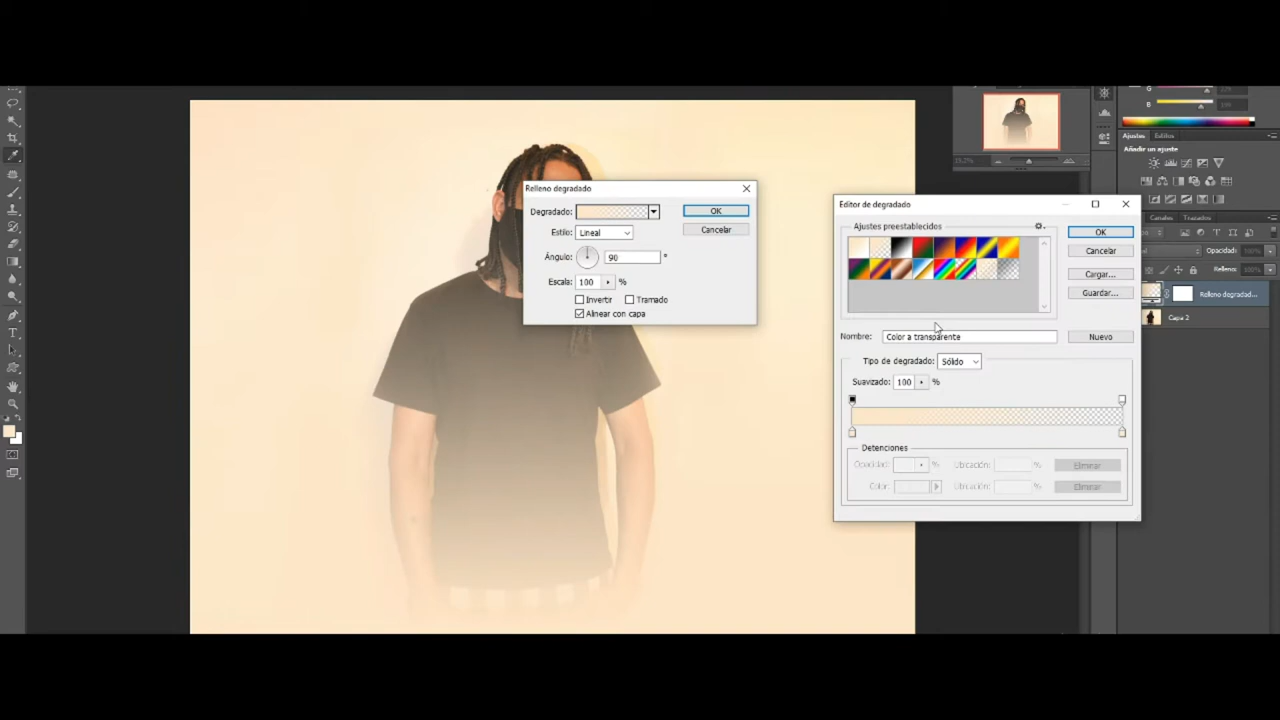 G
B
Ajustes Estilos
Añadir un ajuste
Relleno degradado
Degradado:
OK
Estilo: Lineal
Cancelar
Ángulo: 90 °
Escala: 100 %
Invertir Tramado
Alinear con capa
Editor de degradado
Ajustes preestablecidos
OK
Cancelar
Cargar...
Guardar...
Nombre: Color a transparente
Nuevo
Tipo de degradado: Sólido
Suavizado: 100 %
Detenciones
Opacidad: % Ubicación: % Eliminar
Color: Ubicación: % Eliminar
Canales Trazados
Opacidad:
Relleno:
Relleno degradad...
Capa 2
T